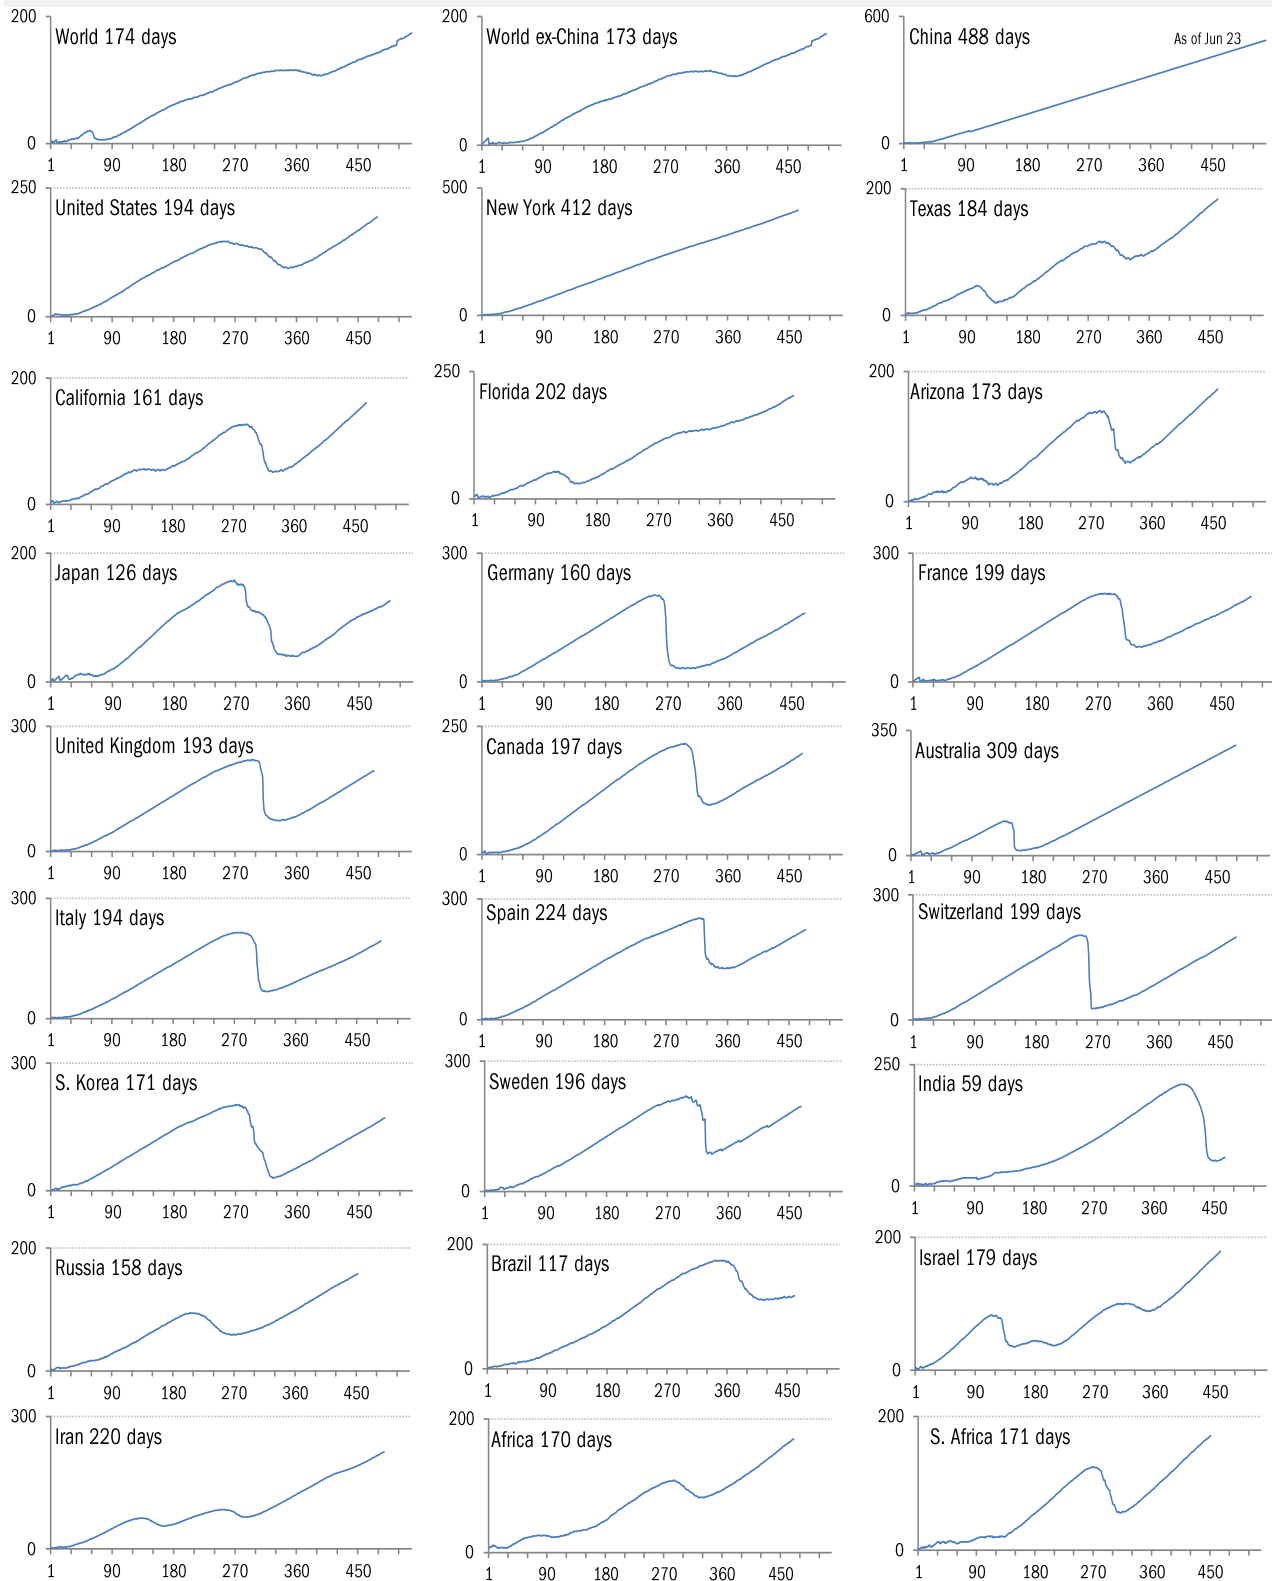 200
World 174 days
0
1 90 180 270 360 450
200
World ex-China 173 days
0
1 90 180 270 360 450
600
China 488 days
As of Jun 23
0
1 90 180 270 360 450
250
United States 194 days
0
1 90 180 270 360 450
500
New York 412 days
0
1 90 180 270 360 450
200
Texas 184 days
0
1 90 180 270 360 450
200
California 161 days
0
1 90 180 270 360 450
250
Florida 202 days
0
1 90 180 270 360 450
200
Arizona 173 days
0
1 90 180 270 360 450
200
Japan 126 days
0
1 90 180 270 360 450
300
Germany 160 days
0
1 90 180 270 360 450
300
France 199 days
0
1 90 180 270 360 450
300
United Kingdom 193 days
0
1 90 180 270 360 450
250
Canada 197 days
0
1 90 180 270 360 450
350
Australia 309 days
0
1 90 180 270 360 450
300
Italy 194 days
0
1 90 180 270 360 450
300
Spain 224 days
0
1 90 180 270 360 450
300
Switzerland 199 days
0
1 90 180 270 360 450
300
S. Korea 171 days
0
1 90 180 270 360 450
300
Sweden 196 days
0
1 90 180 270 360 450
250
India 59 days
0
1 90 180 270 360 450
200
Russia 158 days
0
1 90 180 270 360 450
200
Brazil 117 days
0
1 90 180 270 360 450
200
Israel 179 days
0
1 90 180 270 360 450
300
Iran 220 days
0
1 90 180 270 360 450
200
Africa 170 days
0
1 90 180 270 360 450
200
S. Africa 171 days
0
1 90 180 270 360 450